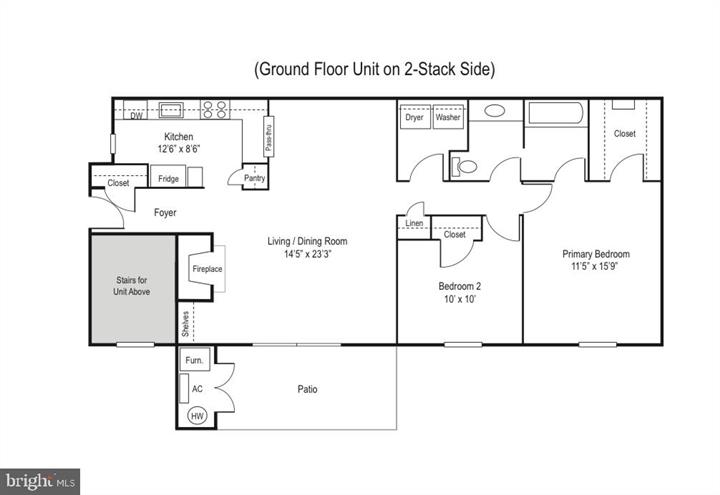 (Ground Floor Unit on 2-Stack Side)
DW
Kitchen
12'6" x 8'6"
Pass-thru
Dryer
Washer
Closet
Closet
Fridge
Pantry
Foyer
Linen
Closet
Living / Dining Room
14'5" x 23'3"
Primary Bedroom
11'5" x 15'9"
Fireplace
Stairs for
Unit Above
Bedroom 2
10' x 10'
Shelves
Furn.
AC
Patio
HW
bright MLS